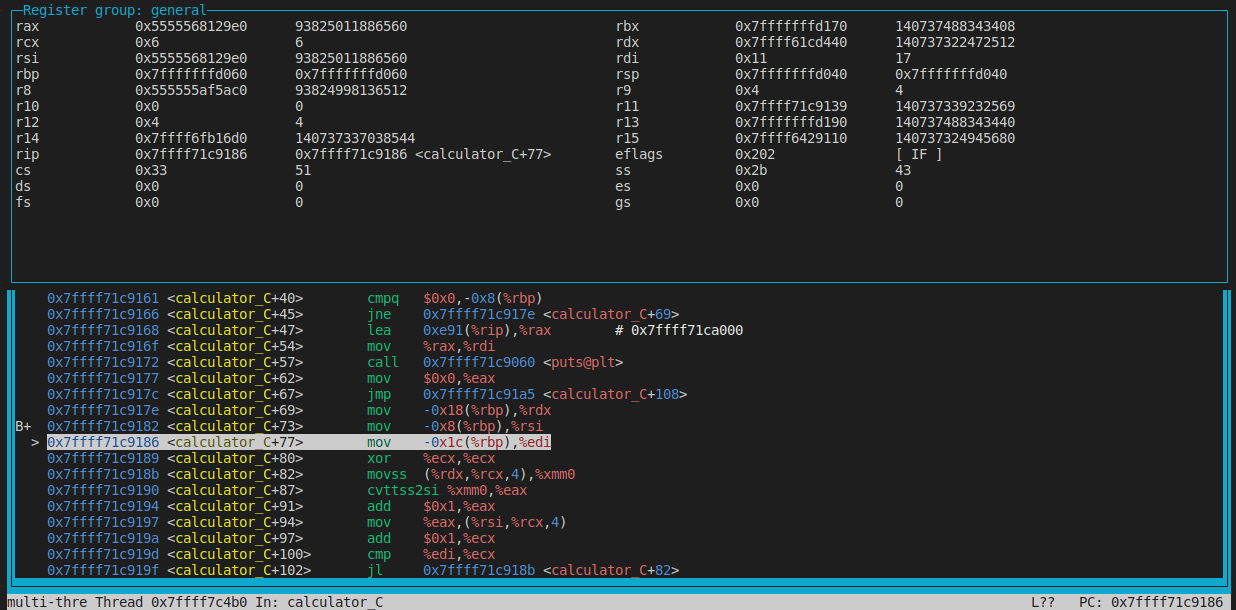 Register group: general
rax 0x5555568129e0 93825011886560 rbx 0x7fffffffd170 140737488343408
rcx 0x6 6 rdx 0x7ffff61cd440 140737322472512
rsi 0x5555568129e0 93825011886560 rdi 0x11 17
rbp 0x7fffffffd060 0x7fffffffd060 rsp 0x7fffffffd040 0x7fffffffd040
r8 0x555555af5ac0 93824998136512 r9 0x4 4
r10 0x0 0 r11 0x7ffff71c9139 140737339232569
r12 0x4 4 r13 0x7fffffffd190 140737488343440
r14 0x7ffff6fb16d0 140737337038544 r15 0x7ffff6429110 140737324945680
rip 0x7ffff71c9186 0x7ffff71c9186 <calculator_C+77> eflags 0x202 [ IF ]
cs 0x33 51 ss 0x2b 43
ds 0x0 0 es 0x0 0
fs 0x0 0 gs 0x0 0
0x7ffff71c9161 <calculator_C+40> cmpq $0x0,-0x8(%rbp)
0x7ffff71c9166 <calculator_C+45> jne 0x7ffff71c917e <calculator_C+69>
0x7ffff71c9168 <calculator_C+47> lea 0xe91(%rip),%rax # 0x7ffff71ca000
0x7ffff71c916f <calculator_C+54> mov %rax,%rdi
0x7ffff71c9172 <calculator_C+57> call 0x7ffff71c9060 <puts@plt>
0x7ffff71c9177 <calculator_C+62> mov $0x0,%eax
0x7ffff71c917c <calculator_C+67> jmp 0x7ffff71c91a5 <calculator_C+108>
0x7ffff71c917e <calculator_C+69> mov -0x18(%rbp),%rdx
B+ 0x7ffff71c9182 <calculator_C+73> mov -0x8(%rbp),%rsi
> 0x7ffff71c9186 <calculator_C+77> mov -0x1c(%rbp),%edi
0x7ffff71c9189 <calculator_C+80> xor %ecx,%ecx
0x7ffff71c918b <calculator_C+82> movss (%rdx,%rcx,4),%xmm0
0x7ffff71c9190 <calculator_C+87> cvttss2si %xmm0,%eax
0x7ffff71c9194 <calculator_C+91> add $0x1,%eax
0x7ffff71c9197 <calculator_C+94> mov %eax,(%rsi,%rcx,4)
0x7ffff71c919a <calculator_C+97> add $0x1,%ecx
0x7ffff71c919d <calculator_C+100> cmp %edi,%ecx
0x7ffff71c919f <calculator_C+102> jl 0x7ffff71c918b <calculator_C+82>
multi-thre Thread 0x7ffff7c4b0 In: calculator_C L?? PC: 0x7ffff71c9186